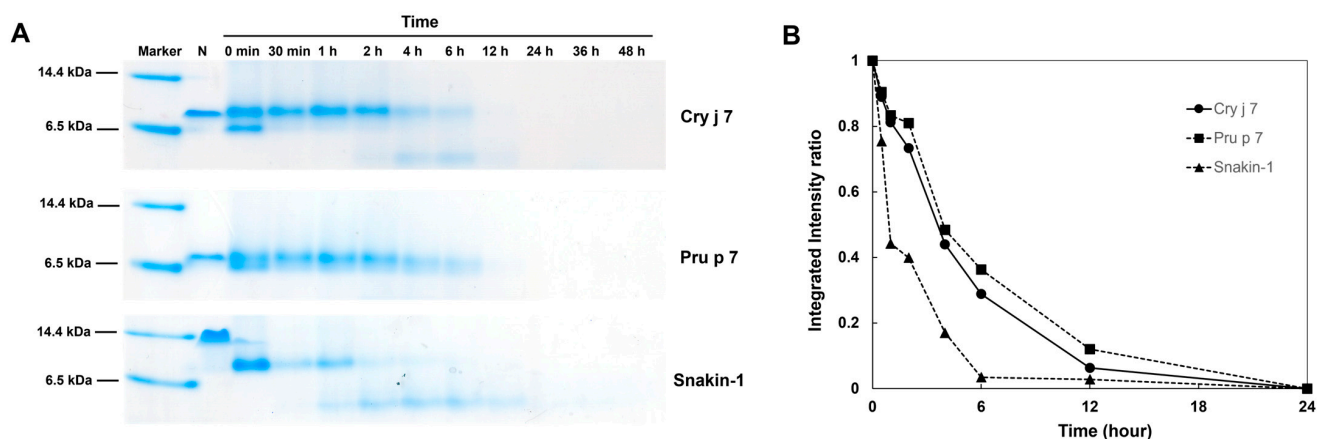 A
Time
Marker N 0 min 30 min 1 h 2 h 4 h 6 h 12 h 24 h 36 h 48 h
14.4 kDa
6.5 kDa
Cry j 7
14.4 kDa
6.5 kDa
Pru p 7
14.4 kDa
6.5 kDa
Snakin-1
B
Integrated Intensity ratio
1
0.8
0.6
0.4
0.2
0
0 6 12 18 24
Time (hour)
Cry j 7
Pru p 7
Snakin-1